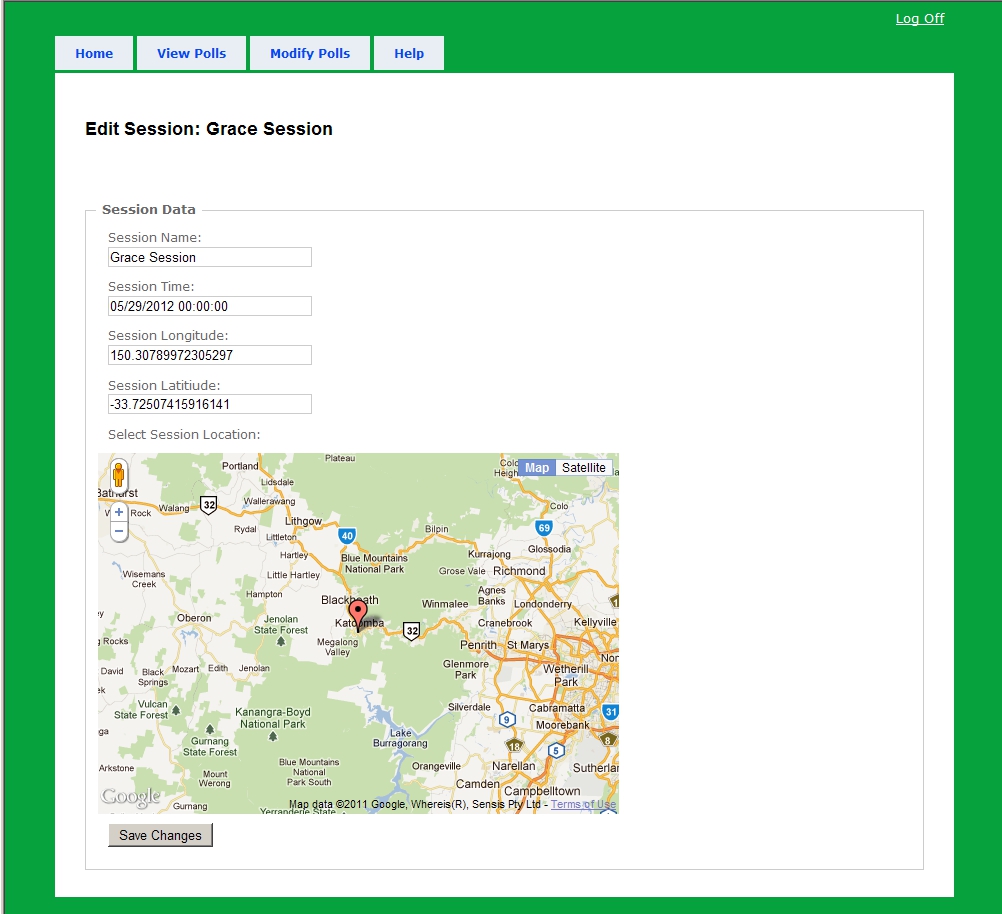 Log Off
Home
View Polls
Modify Polls
Help
Edit Session: Grace Session
Session Data
Session Name:
Grace Session
Session Time:
05/29/2012 00:00:00
Session Longitude:
150.30789972305297
Session Latitiude:
-33.72507415916141
Select Session Location:
Plateau
Portland
Map
Satellite
Lidsdale
Walang
32
Wallerawang
Rock
Colo
Lithgow
40
69
Rydal
Littleton
Bilpin
Hartley
Blue Mountains
National Park
Kurrajong
Glossodia
Little Hartley
Grose Vale
Richmond
Wisemans
Creek
Hampton
Agnes
Banks
Blackheath
Winmalee
Londonderry
Oberon
Jenolan
State Forest
Katoomba
32
Cranebrook
Kellyville
Rocks
Megalong
Valley
Penrith
St Marys
David
Black
Springs
Mozart
Edith
Jenolan
Glenmore
Park
Wetherill
Park
Vulcan
State Forest
Kanangra-Boyd
National Park
Silverdale
Cabramatta
31
9
Moorebank
Gurnang
State Forest
Lake
Burragorang
18
5
8
Arkstone
Mount
Werong
Blue Mountains
National
Park South
Orangeville
Narellan
Camden
Campbelltown
Google
Gurnang
Map data ©2011 Google, Whereis(R), Sensis Pty Ltd - Terms of Use
Save Changes